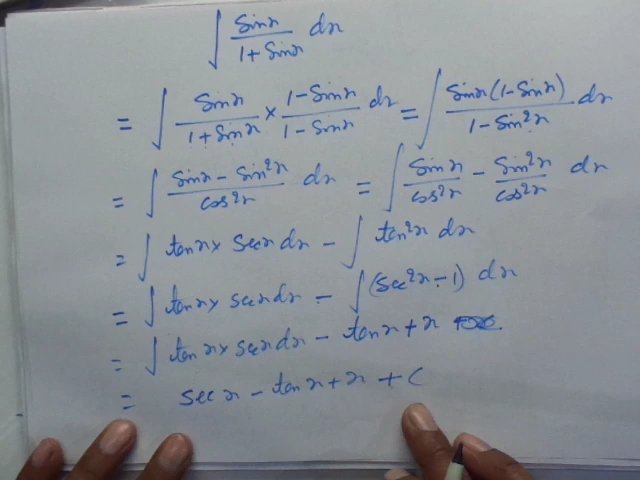 ∫ sinx / (1 + sinx) dx
= ∫ sinx / (1 + sinx) × (1 - sinx) / (1 - sinx) dx = ∫ sinx(1 - sinx) / (1 - sin²x) dx
= ∫ (sinx - sin²x) / cos²x dx = ∫ sinx / cos²x - sin²x / cos²x dx
= ∫ tanx × secx dx - ∫ tan²x dx
= ∫ tanx × secx dx - ∫ (sec²x - 1) dx
= ∫ tanx × secx dx - tanx + x
= secx - tanx + x + C